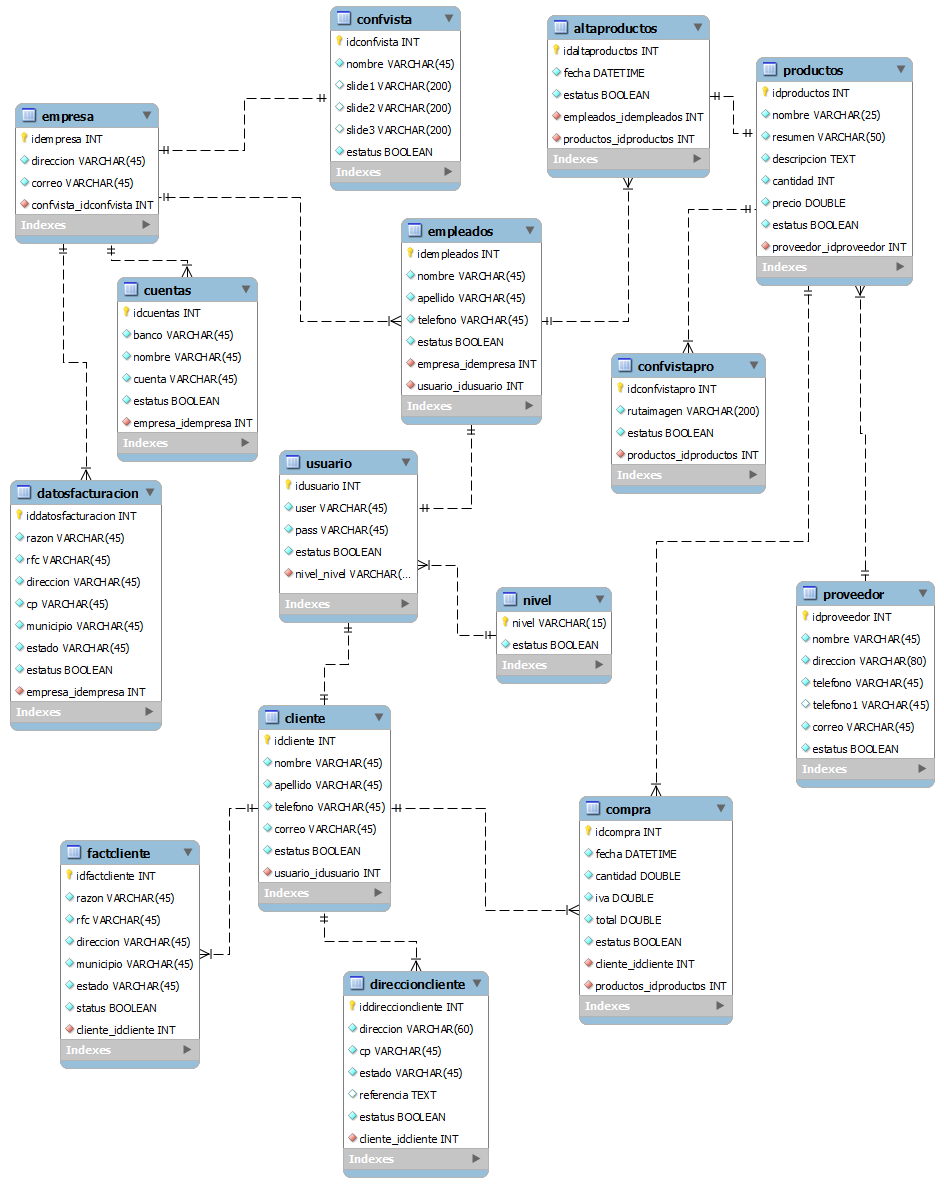 confvista
idconfvista INT
nombre VARCHAR(45)
slide1 VARCHAR(200)
slide2 VARCHAR(200)
slide3 VARCHAR(200)
estatus BOOLEAN
Indexes
altaproductos
idaltaproductos INT
fecha DATETIME
estatus BOOLEAN
empleados_idempleados INT
productos_idproductos INT
Indexes
productos
idproductos INT
nombre VARCHAR(25)
resumen VARCHAR(50)
descripcion TEXT
cantidad INT
precio DOUBLE
estatus BOOLEAN
proveedor_idproveedor INT
Indexes
empresa
idempresa INT
direccion VARCHAR(45)
correo VARCHAR(45)
confvista_idconfvista INT
Indexes
empleados
idempleados INT
nombre VARCHAR(45)
apellido VARCHAR(45)
telefono VARCHAR(45)
estatus BOOLEAN
empresa_idempresa INT
usuario_idusuario INT
Indexes
cuentas
idcuentas INT
banco VARCHAR(45)
nombre VARCHAR(45)
cuenta VARCHAR(45)
estatus BOOLEAN
empresa_idempresa INT
Indexes
confvistapro
idconfvistapro INT
rutaimagen VARCHAR(200)
estatus BOOLEAN
productos_idproductos INT
Indexes
usuario
idusuario INT
user VARCHAR(45)
pass VARCHAR(45)
estatus BOOLEAN
nivel_nivel VARCHAR(...
Indexes
datosfacturacion
iddatosfacturacion INT
razon VARCHAR(45)
rfc VARCHAR(45)
direccion VARCHAR(45)
cp VARCHAR(45)
municipio VARCHAR(45)
estado VARCHAR(45)
estatus BOOLEAN
empresa_idempresa INT
Indexes
nivel
nivel VARCHAR(15)
estatus BOOLEAN
Indexes
proveedor
idproveedor INT
nombre VARCHAR(45)
direccion VARCHAR(80)
telefono VARCHAR(45)
telefono1 VARCHAR(45)
correo VARCHAR(45)
estatus BOOLEAN
Indexes
cliente
idcliente INT
nombre VARCHAR(45)
apellido VARCHAR(45)
telefono VARCHAR(45)
correo VARCHAR(45)
estatus BOOLEAN
usuario_idusuario INT
Indexes
compra
idcompra INT
fecha DATETIME
cantidad DOUBLE
iva DOUBLE
total DOUBLE
estatus BOOLEAN
cliente_idcliente INT
productos_idproductos INT
Indexes
factcliente
idfactcliente INT
razon VARCHAR(45)
rfc VARCHAR(45)
direccion VARCHAR(45)
municipio VARCHAR(45)
estado VARCHAR(45)
status BOOLEAN
cliente_idcliente INT
Indexes
direccioncliente
iddireccioncliente INT
direccion VARCHAR(60)
cp VARCHAR(45)
estado VARCHAR(45)
referencia TEXT
estatus BOOLEAN
cliente_idcliente INT
Indexes